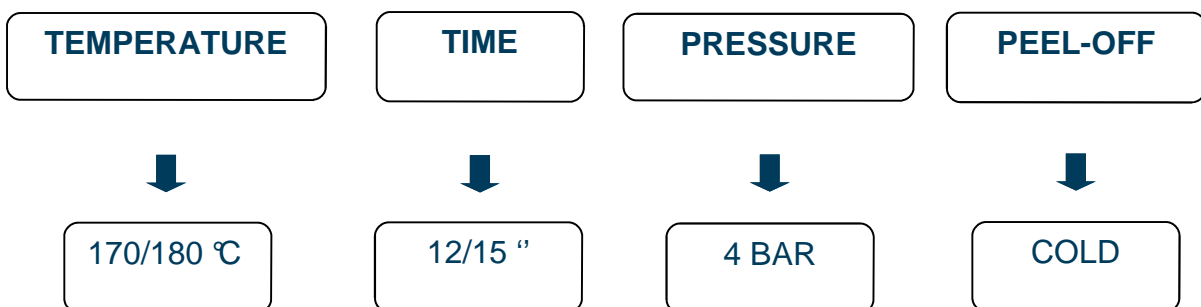 TEMPERATURE TIME PRESSURE PEEL-OFF
170/180 °C 12/15 ‘’ 4 BAR COLD